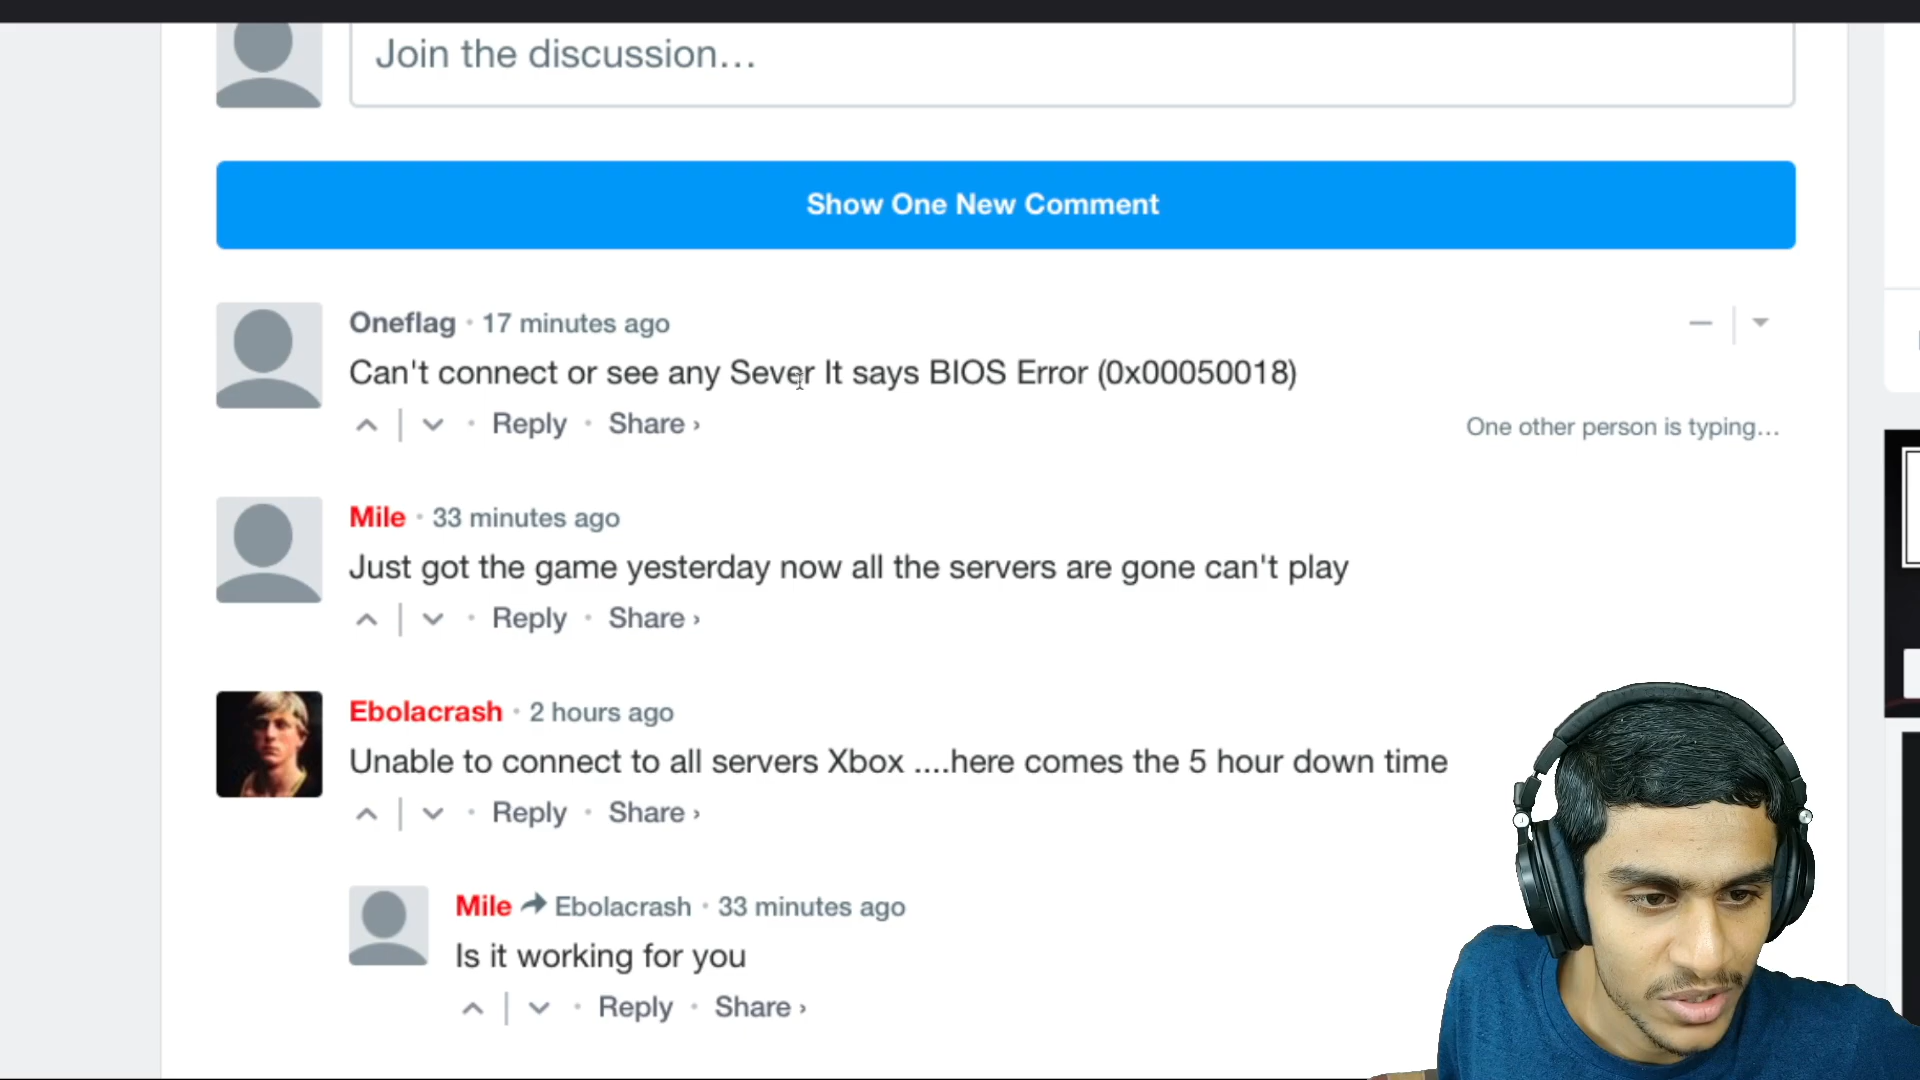 Join the discussion...
Show One New Comment
Oneflag • 17 minutes ago
Can't connect or see any Sever It says BIOS Error (0x00050018)
Reply • Share ›
One other person is typing...
Mile • 33 minutes ago
Just got the game yesterday now all the servers are gone can't play
Reply • Share ›
Ebolacrash • 2 hours ago
Unable to connect to all servers Xbox ....here comes the 5 hour down time
Reply • Share ›
Mile Ebolacrash • 33 minutes ago
Is it working for you
Reply • Share ›